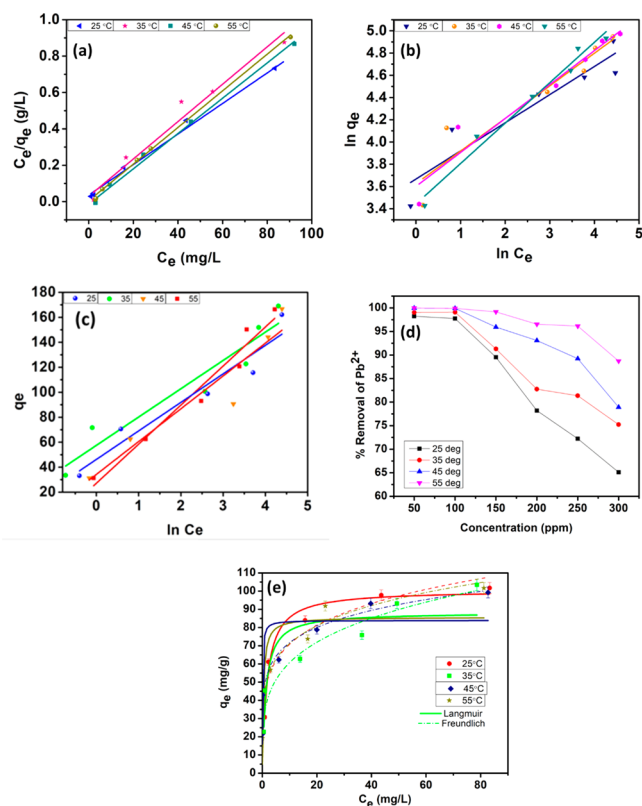 25 °C 35 °C 45 °C 55 °C
(a)
Ce/qe (g/L)
1.0
0.8
0.6
0.4
0.2
0.0
0 20 40 60 80 100
Ce (mg/L
25 °C 35 °C 45 °C 55 °C
(b)
ln qe
5.0
4.8
4.6
4.4
4.2
4.0
3.8
3.6
3.4
0 1 2 3 4 5
ln Ce
25 35 45 55
(c)
qe
180
160
140
120
100
80
60
40
20
0 1 2 3 4 5
ln Ce
(d)
% Removal of Pb2+
100
95
90
85
80
75
70
65
60
25 deg
35 deg
45 deg
55 deg
50 100 150 200 250 300
Concentration (ppm)
(e)
qe (mg/g)
110
100
90
80
70
60
50
40
30
20
10
0
25°C
35°C
45°C
55°C
Langmuir
Freundlich
0 20 40 60 80
Ce (mg/L)